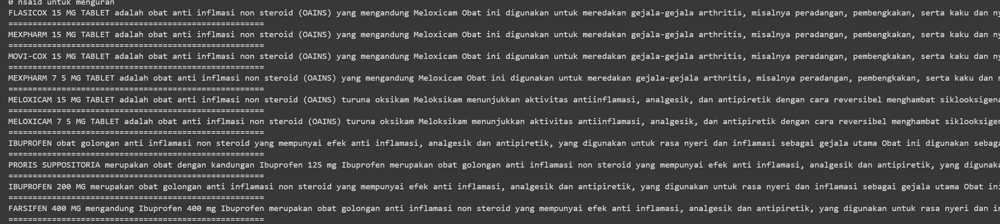 0 nsaid untuk menguran
FLASICOX 15 MG TABLET adalah obat anti inflmasi non steroid (OAINS) yang mengandung Meloxicam Obat ini digunakan untuk meredakan gejala-gejala arthritis, misalnya peradangan, pembengkakan, serta kaku dan ny
=====================================================
MEXPHARM 15 MG TABLET adalah obat anti inflmasi non steroid (OAINS) yang mengandung Meloxicam Obat ini digunakan untuk meredakan gejala-gejala arthritis, misalnya peradangan, pembengkakan, serta kaku dan ny
=====================================================
MOVI-COX 15 MG TABLET adalah obat anti inflmasi non steroid (OAINS) yang mengandung Meloxicam Obat ini digunakan untuk meredakan gejala-gejala arthritis, misalnya peradangan, pembengkakan, serta kaku dan ny
=====================================================
MEXPHARM 7 5 MG TABLET adalah obat anti inflmasi non steroid (OAINS) yang mengandung Meloxicam Obat ini digunakan untuk meredakan gejala-gejala arthritis, misalnya peradangan, pembengkakan, serta kaku dan
=====================================================
MELOXICAM 15 MG TABLET adalah obat anti inflmasi non steroid (OAINS) turuna oksikam Meloksikam menunjukkan aktivitas antiinflamasi, analgesik, dan antipiretik dengan cara reversibel menghambat siklooksigena
=====================================================
MELOXICAM 7 5 MG TABLET adalah obat anti inflmasi non steroid (OAINS) turuna oksikam Meloksikam menunjukkan aktivitas antiinflamasi, analgesik, dan antipiretik dengan cara reversibel menghambat siklooksigen
=====================================================
IBUPROFEN obat golongan anti inflamasi non steroid yang mempunyai efek anti inflamasi, analgesik dan antipiretik, yang digunakan untuk rasa nyeri dan inflamasi sebagai gejala utama Obat ini digunakan sebaga
=====================================================
PRORIS SUPPOSITORIA merupakan obat dengan kandungan Ibuprofen 125 mg Ibuprofen merupakan obat golongan anti inflamasi non steroid yang mempunyai efek anti inflamasi, analgesik dan antipiretik, yang digunaka
=====================================================
IBUPROFEN 200 MG merupakan obat golongan anti inflamasi non steroid yang mempunyai efek anti inflamasi, analgesik dan antipiretik, yang digunakan untuk rasa nyeri dan inflamasi sebagai gejala utama Obat ini
=====================================================
FARSIFEN 400 MG mengandung Ibuprofen 400 mg Ibuprofen merupakan obat golongan anti inflamasi non steroid yang mempunyai efek anti inflamasi, analgesik dan antipiretik, yang digunakan untuk rasa nyeri dan in
=====================================================